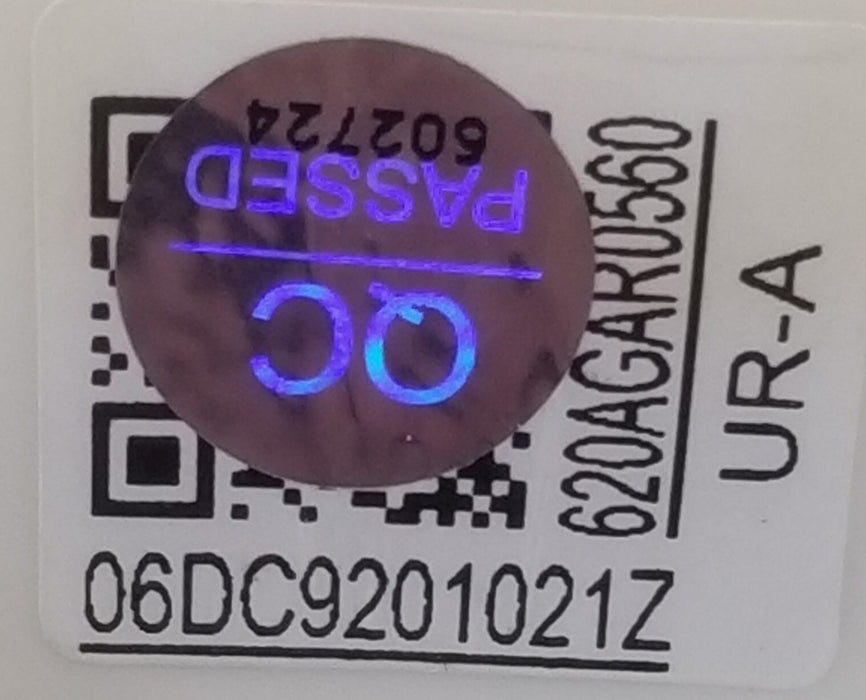 602724
PASSED
QC
620AGAR0560
UR-A
06DC9201021Z